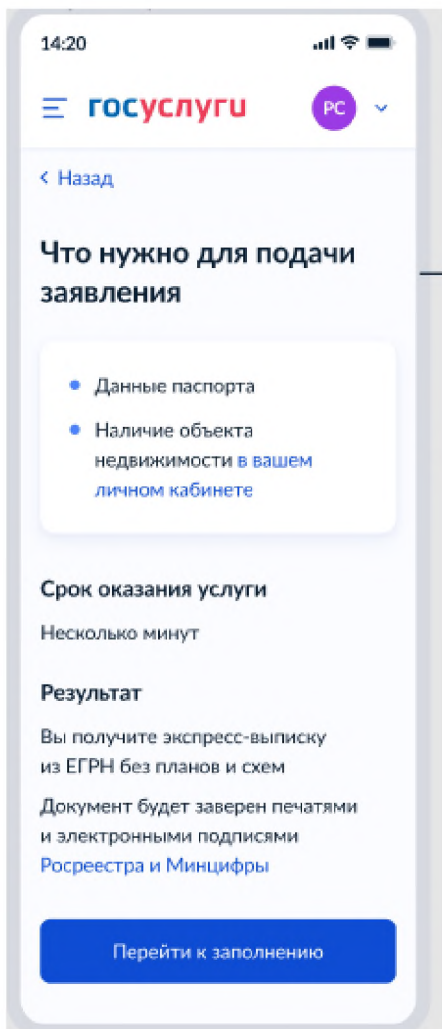 14:20
госуслуги
РС
Назад
Что нужно для подачи
заявления
Данные паспорта
Наличие объекта
недвижимости в вашем
личном кабинете
Срок оказания услуги
Несколько минут
Результат
Вы получите экспресс-выписку
из ЕГРН без планов и схем
Документ будет заверен печатями
и электронными подписями
Росреестра и Минцифры
Перейти к заполнению